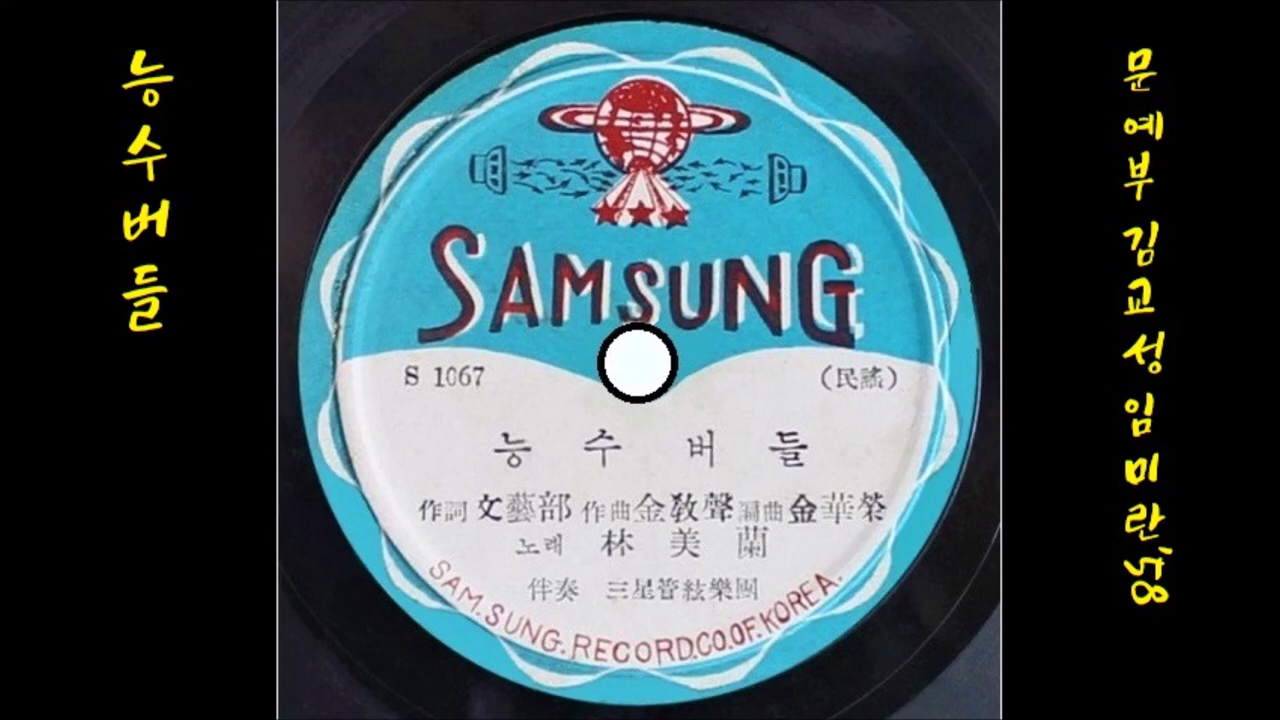 능수버들
SAMSUNG
S 1067
(民謠)
능수버들
作詞 文藝部 作曲 金敎聲 編曲 金華榮
노래 林美蘭
伴奏 三星管絃樂團
SAM.SUNG.RECORD.CO.OF.KOREA.
문예부김교성임미란양